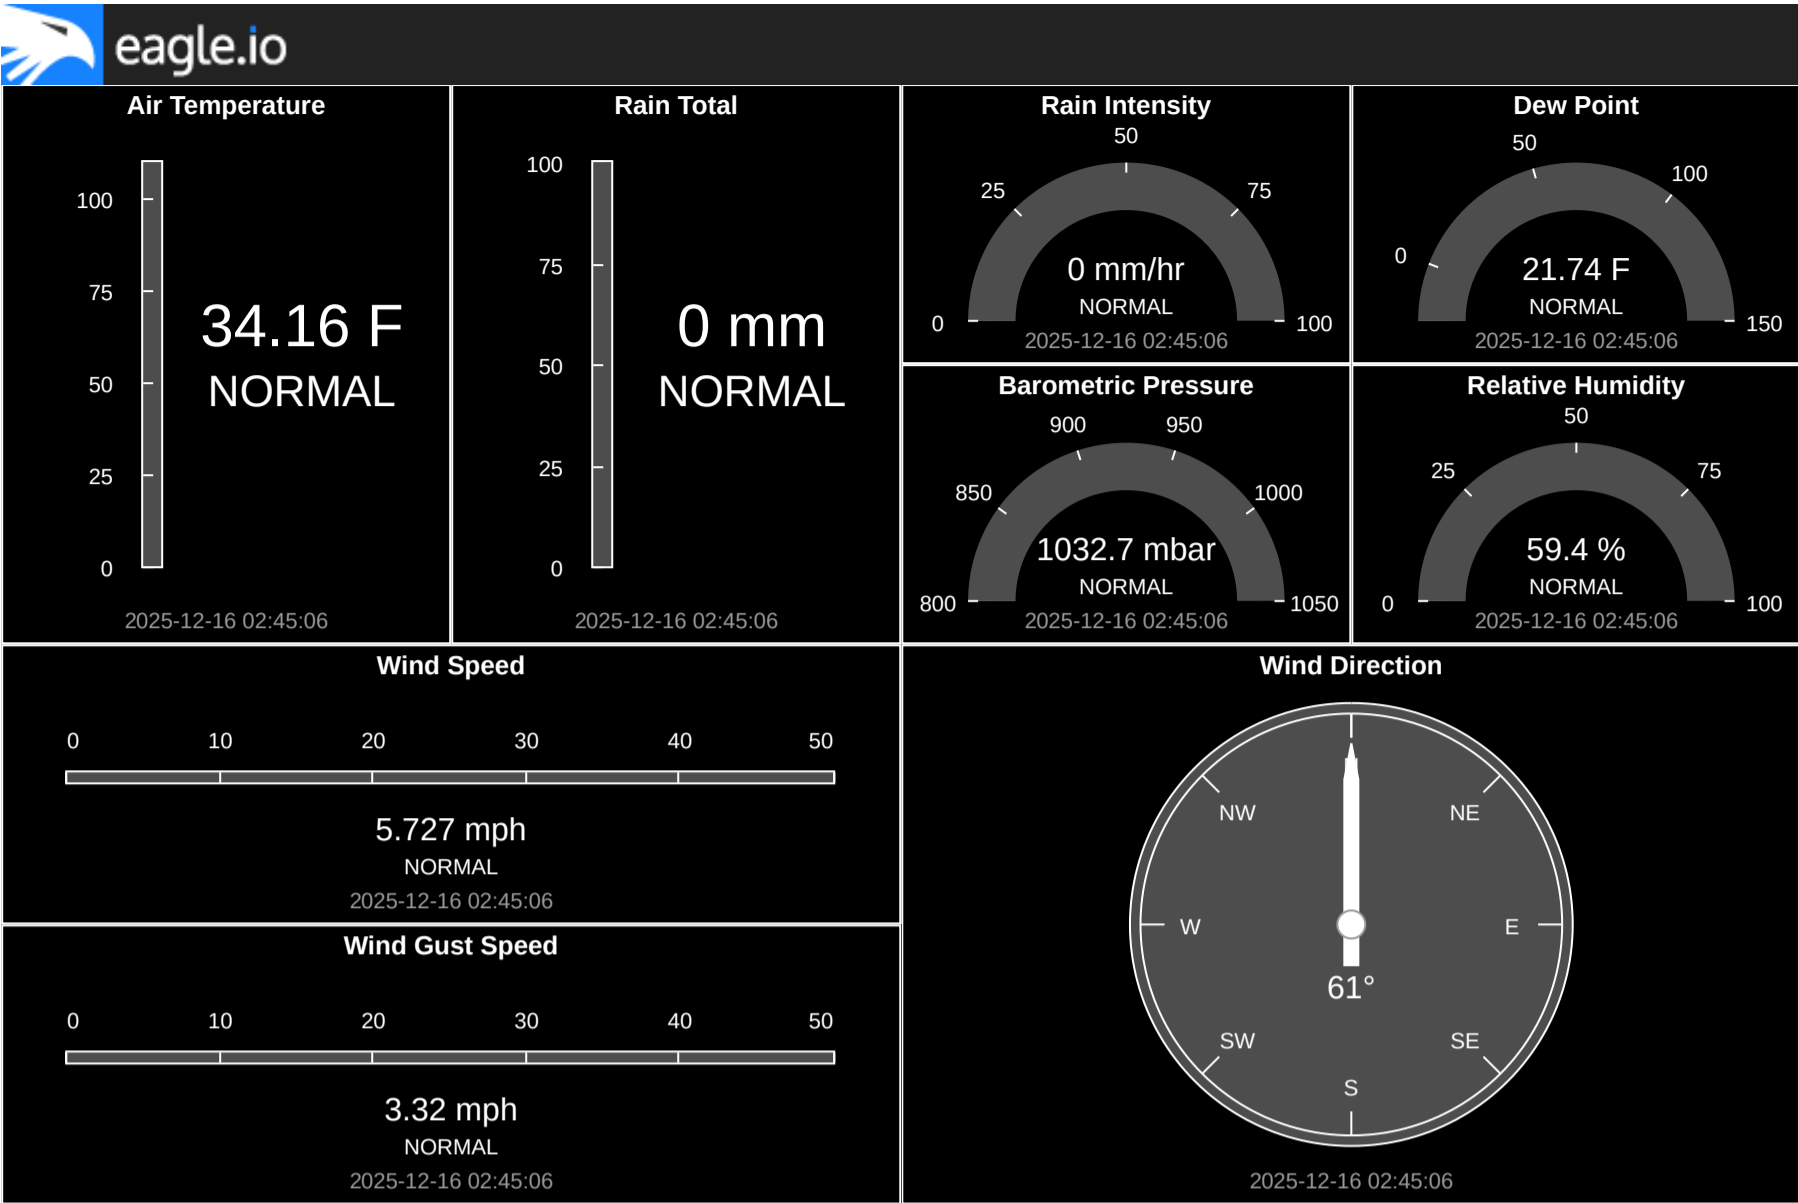 eagle.io
Air Temperature
100
75
50
25
0
34.16 F
NORMAL
2025-12-16 02:45:06
Rain Total
100
75
50
25
0
0 mm
NORMAL
2025-12-16 02:45:06
Rain Intensity
0
25
50
75
100
0 mm/hr
NORMAL
2025-12-16 02:45:06
Dew Point
0
50
100
150
21.74 F
NORMAL
2025-12-16 02:45:06
Barometric Pressure
800
850
900
950
1000
1050
1032.7 mbar
NORMAL
2025-12-16 02:45:06
Relative Humidity
0
25
50
75
100
59.4 %
NORMAL
2025-12-16 02:45:06
Wind Speed
0 10 20 30 40 50
5.727 mph
NORMAL
2025-12-16 02:45:06
Wind Gust Speed
0 10 20 30 40 50
3.32 mph
NORMAL
2025-12-16 02:45:06
Wind Direction
NW NE
W E
61°
SW SE
S
2025-12-16 02:45:06